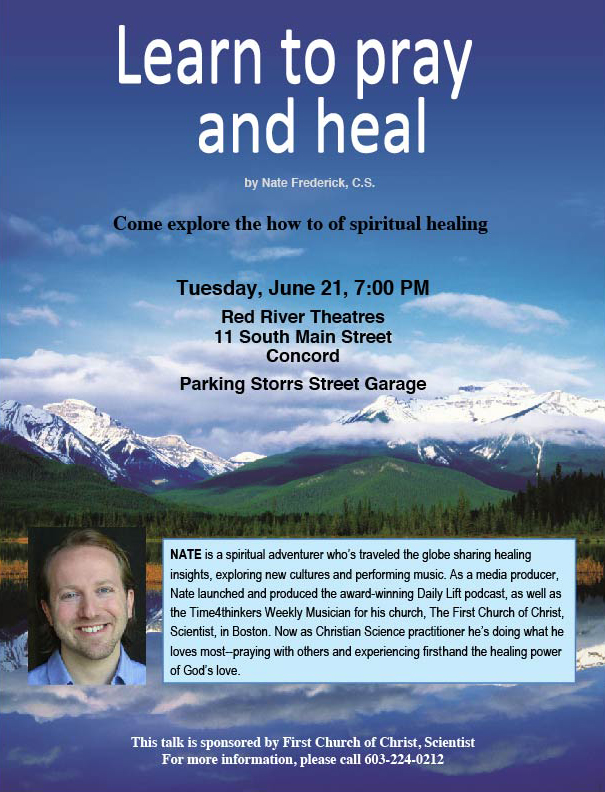 Learn to pray
and heal
by Nate Frederick, C.S.
Come explore the how to of spiritual healing
Tuesday, June 21, 7:00 PM
Red River Theatres
11 South Main Street
Concord
Parking Storrs Street Garage
NATE is a spiritual adventurer who's traveled the globe sharing healing
insights, exploring new cultures and performing music. As a media producer,
Nate launched and produced the award-winning Daily Lift podcast, as well as
the Time4thinkers Weekly Musician for his church, The First Church of Christ,
Scientist, in Boston. Now as Christian Science practitioner he's doing what he
loves most--praying with others and experiencing firsthand the healing power
of God's love.
This talk is sponsored by First Church of Christ, Scientist
For more information, please call 603-224-0212